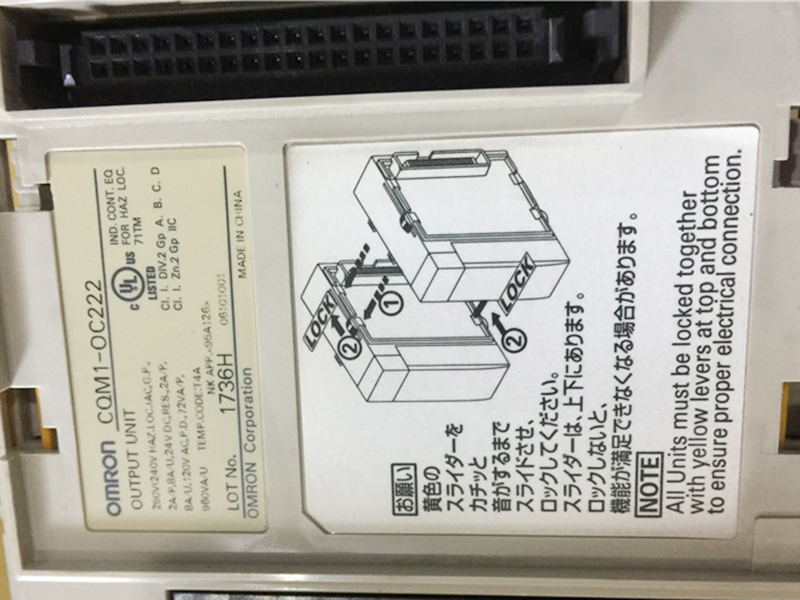 OMRON CQM1-OC222
OUTPUT UNIT
IND. CONT. EQ
FOR HAZ LOC.
C UL US
71TM
LISTED
Cl. I. DIV.2 Gp A. B. C. D
Cl. I. Zn.2 Gp IIC
2A/P,8A/U,24VDC,RES.,2A/P,
8A/U,120V AC,P.D.,72VA/P,
960VA/U TEMP.CODE:T4A
NK APP.<95A126>
LOT No. 1736H 06101001
OMRON Corporation MADE IN CHINA
LOCK
①
②
LOCK
②
お願い
黄色の
スライダーを
カチッと
音がするまで
スライドさせ、
ロックしてください。
スライダーは、上下にあります。
ロックしないと、
機能が満足できなくなる場合があります。
NOTE
All Units must be locked together
with yellow levers at top and bottom
to ensure proper electrical connection.